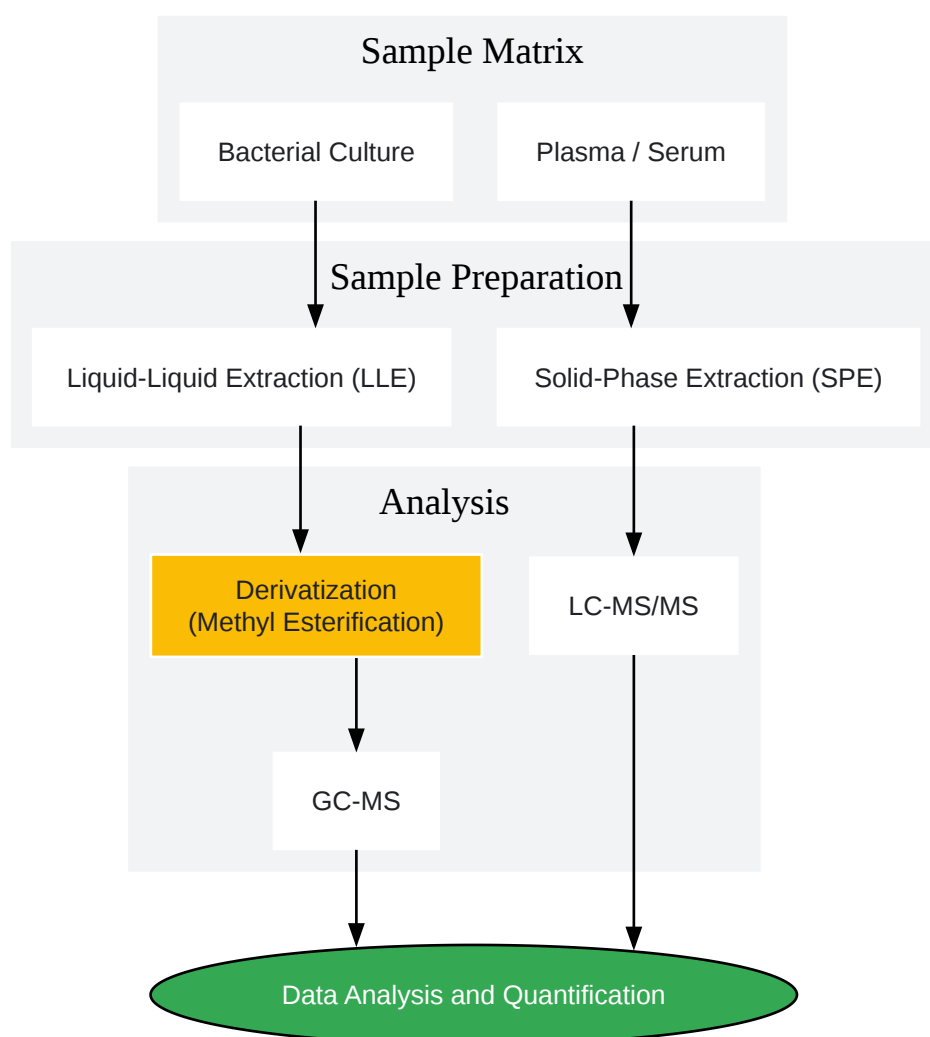 Sample Matrix
Bacterial Culture
Plasma / Serum
Sample Preparation
Liquid-Liquid Extraction (LLE)
Solid-Phase Extraction (SPE)
Analysis
Derivatization
(Methyl Esterification)
LC-MS/MS
GC-MS
Data Analysis and Quantification